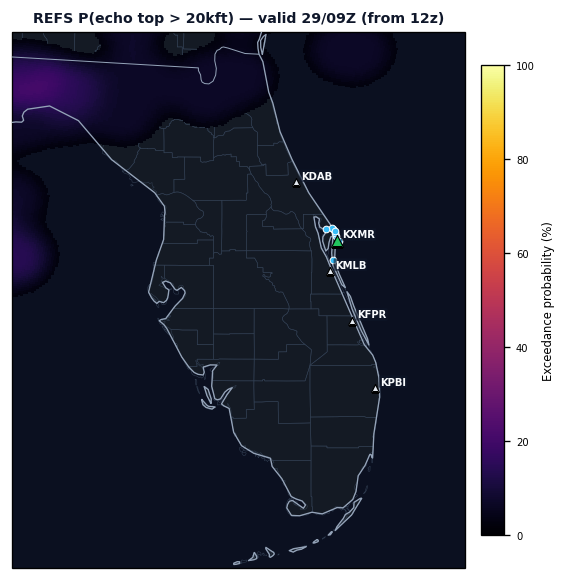 REFS P(echo top > 20kft) — valid 29/09Z (from 12z)
KDAB
KXMR
KMLB
KFPR
KPBI
100
80
60
40
20
0
Exceedance probability (%)